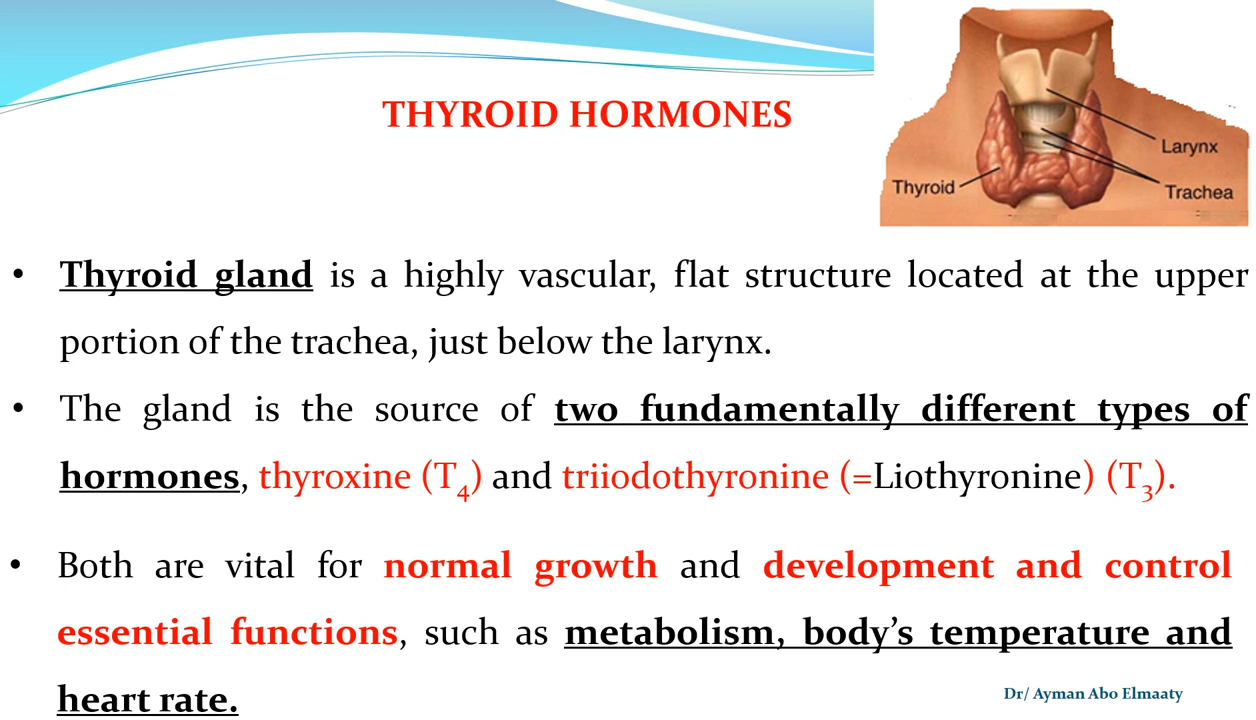 THYROID HORMONES
Larynx
Thyroid
Trachea
• Thyroid gland is a highly vascular, flat structure located at the upper
portion of the trachea, just below the larynx.
• The gland is the source of two fundamentally different types of
hormones, thyroxine (T4) and triiodothyronine (=Liothyronine) (T3).
• Both are vital for normal growth and development and control
essential functions, such as metabolism, body’s temperature and
heart rate.
Dr/ Ayman Abo Elmaaty